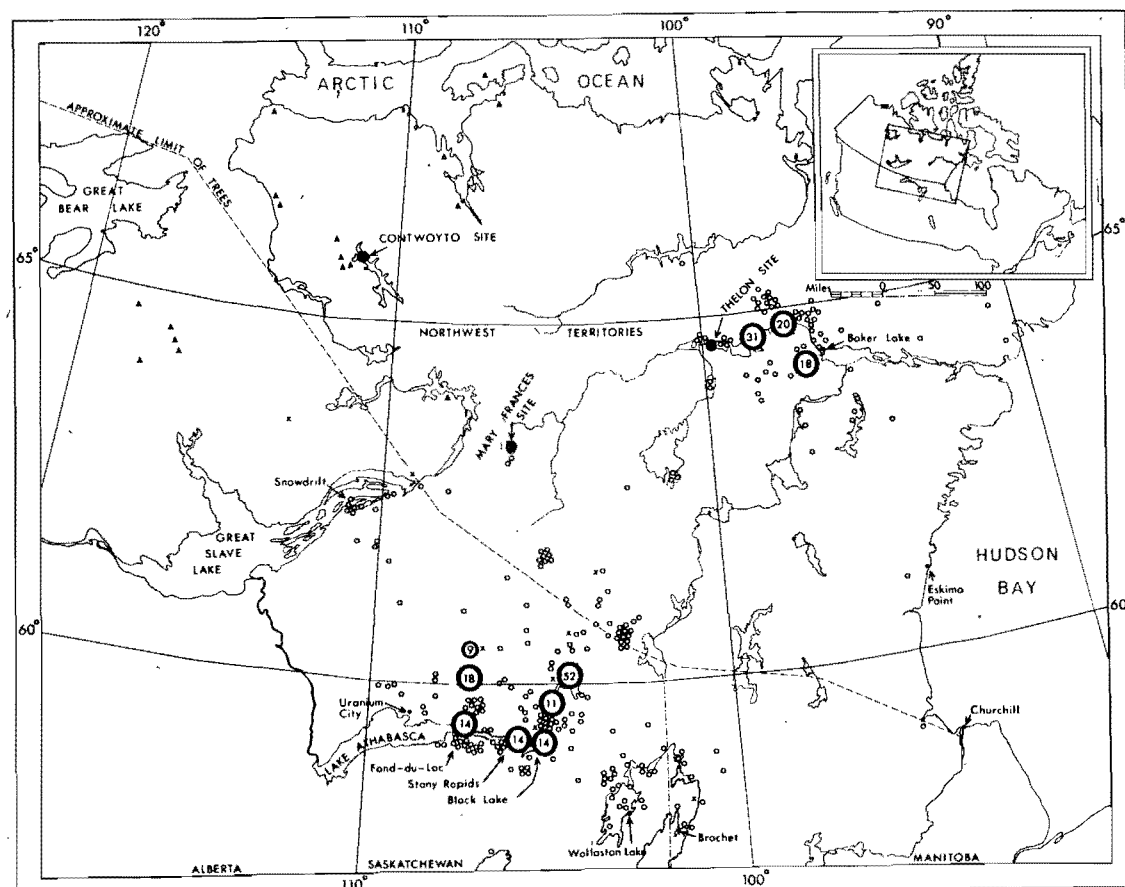 120°
110°
100°
90°
ARCTIC
OCEAN
APPROXIMATE LIMIT OF TREES
GREAT
BEAR LAKE
CONTWOYTO SITE
65°
65°
THELON SITE
Miles
0
50
100
NORTHWEST
TERRITORIES
31
20
18
Baker Lake
MARY FRANCES
SITE
Snowdrift
GREAT
SLAVE
LAKE
HUDSON
BAY
Eskimo
Point
60°
60°
9
18
52
11
14
14
14
Uranium
City
LAKE ATHABASCA
Fond-du-Lac
Stony Rapids
Black Lake
Churchill
Wollaston Lake
Brochet
ALBERTA
SASKATCHEWAN
MANITOBA
110°
100°